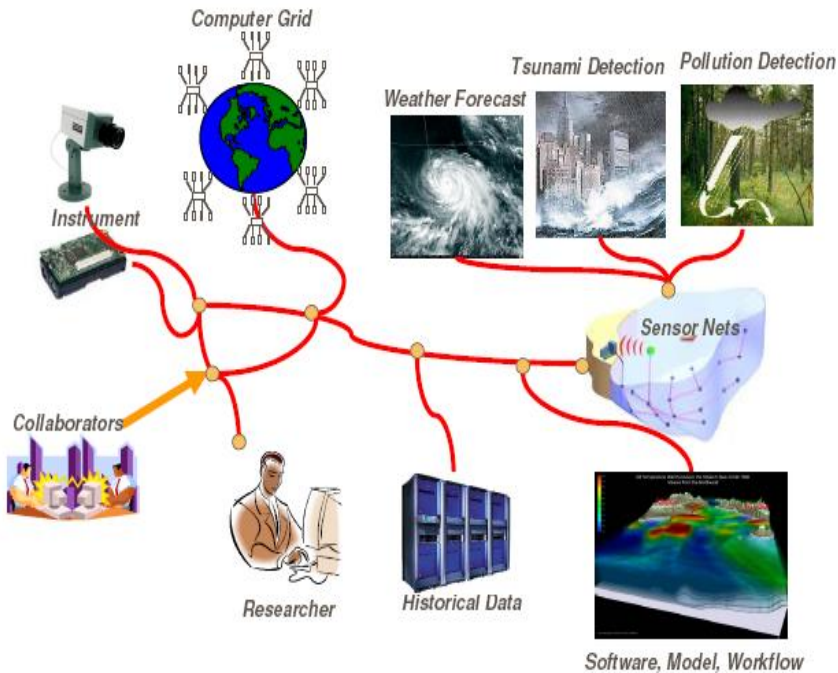 Computer Grid
Tsunami Detection
Pollution Detection
Weather Forecast
Instrument
Sensor Nets
Collaborators
Researcher
Historical Data
Software, Model, Workflow